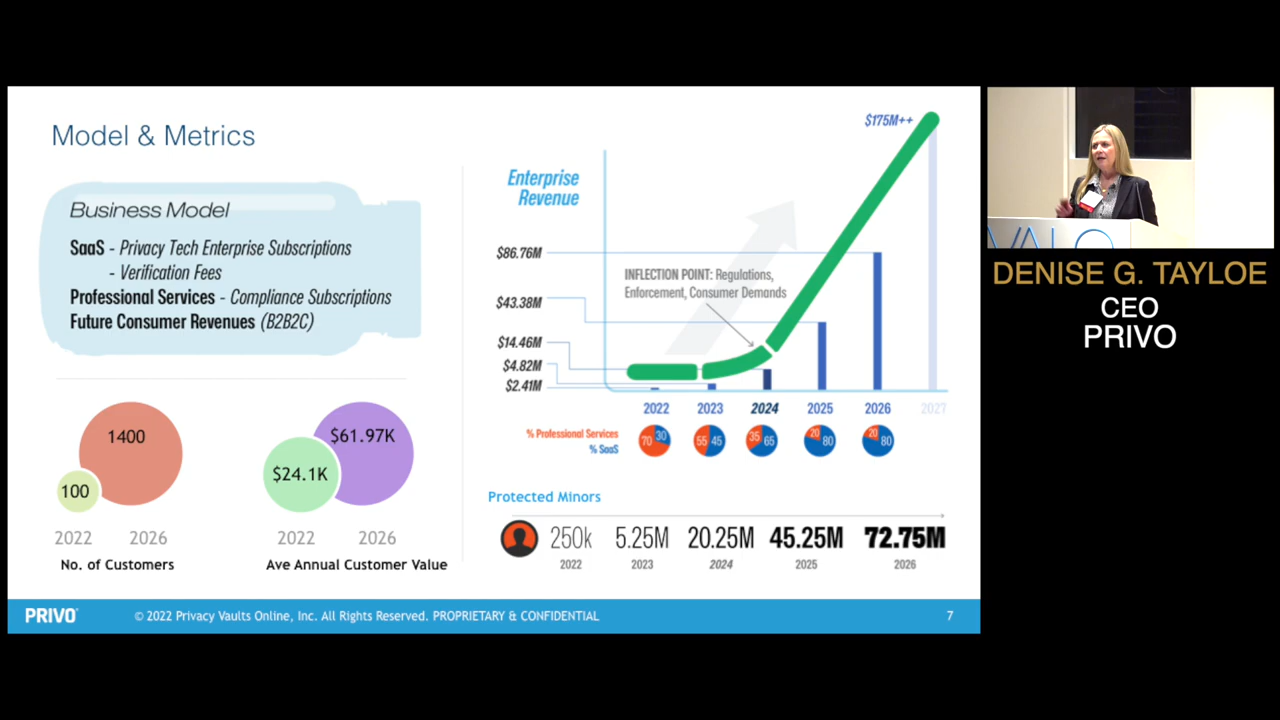 Model & Metrics
Business Model
SaaS - Privacy Tech Enterprise Subscriptions
- Verification Fees
Professional Services - Compliance Subscriptions
Future Consumer Revenues (B2B2C)
1400
100
2022 2026
No. of Customers
$61.97K
$24.1K
2022 2026
Ave Annual Customer Value
$175M++
Enterprise
Revenue
$86.76M
$43.38M
$14.46M
$4.82M
$2.41M
INFLECTION POINT: Regulations,
Enforcement, Consumer Demands
2022 2023 2024 2025 2026 2027
% Professional Services
% SaaS
70 30 55 45 35 65 20 80 20 80
Protected Minors
250k 5.25M 20.25M 45.25M 72.75M
2022 2023 2024 2025 2026
PRIVO
© 2022 Privacy Vaults Online, Inc. All Rights Reserved. PROPRIETARY & CONFIDENTIAL
7
DENISE G. TAYLOE
CEO
PRIVO